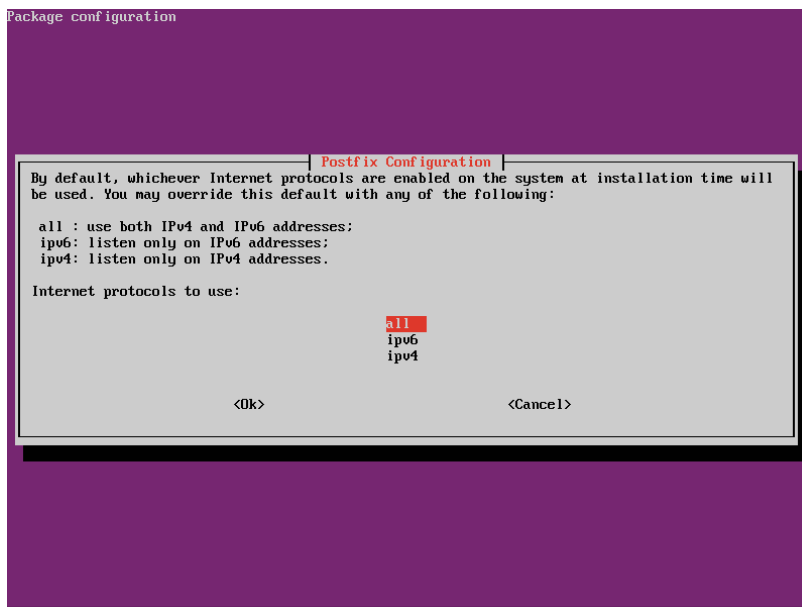 Package configuration
Postfix Configuration
By default, whichever Internet protocols are enabled on the system at installation time will
be used. You may override this default with any of the following:
all : use both IPv4 and IPv6 addresses;
ipv6: listen only on IPv6 addresses;
ipv4: listen only on IPv4 addresses.
Internet protocols to use:
all
ipv6
ipv4
<Ok> <Cancel>